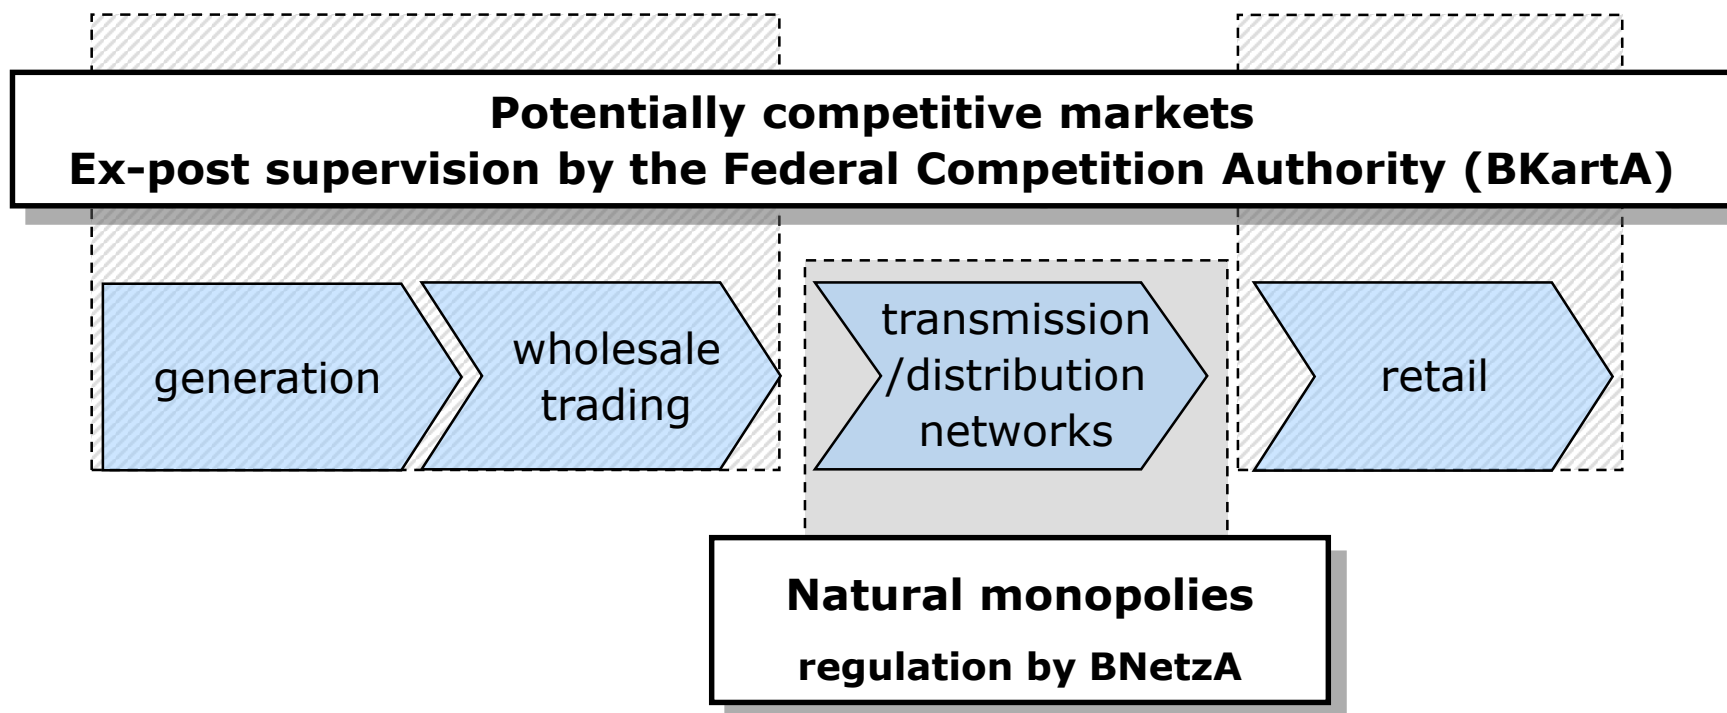 Potentially competitive markets
Ex-post supervision by the Federal Competition Authority (BKartA)
generation
wholesale
trading
transmission
/distribution
networks
retail
Natural monopolies
regulation by BNetzA